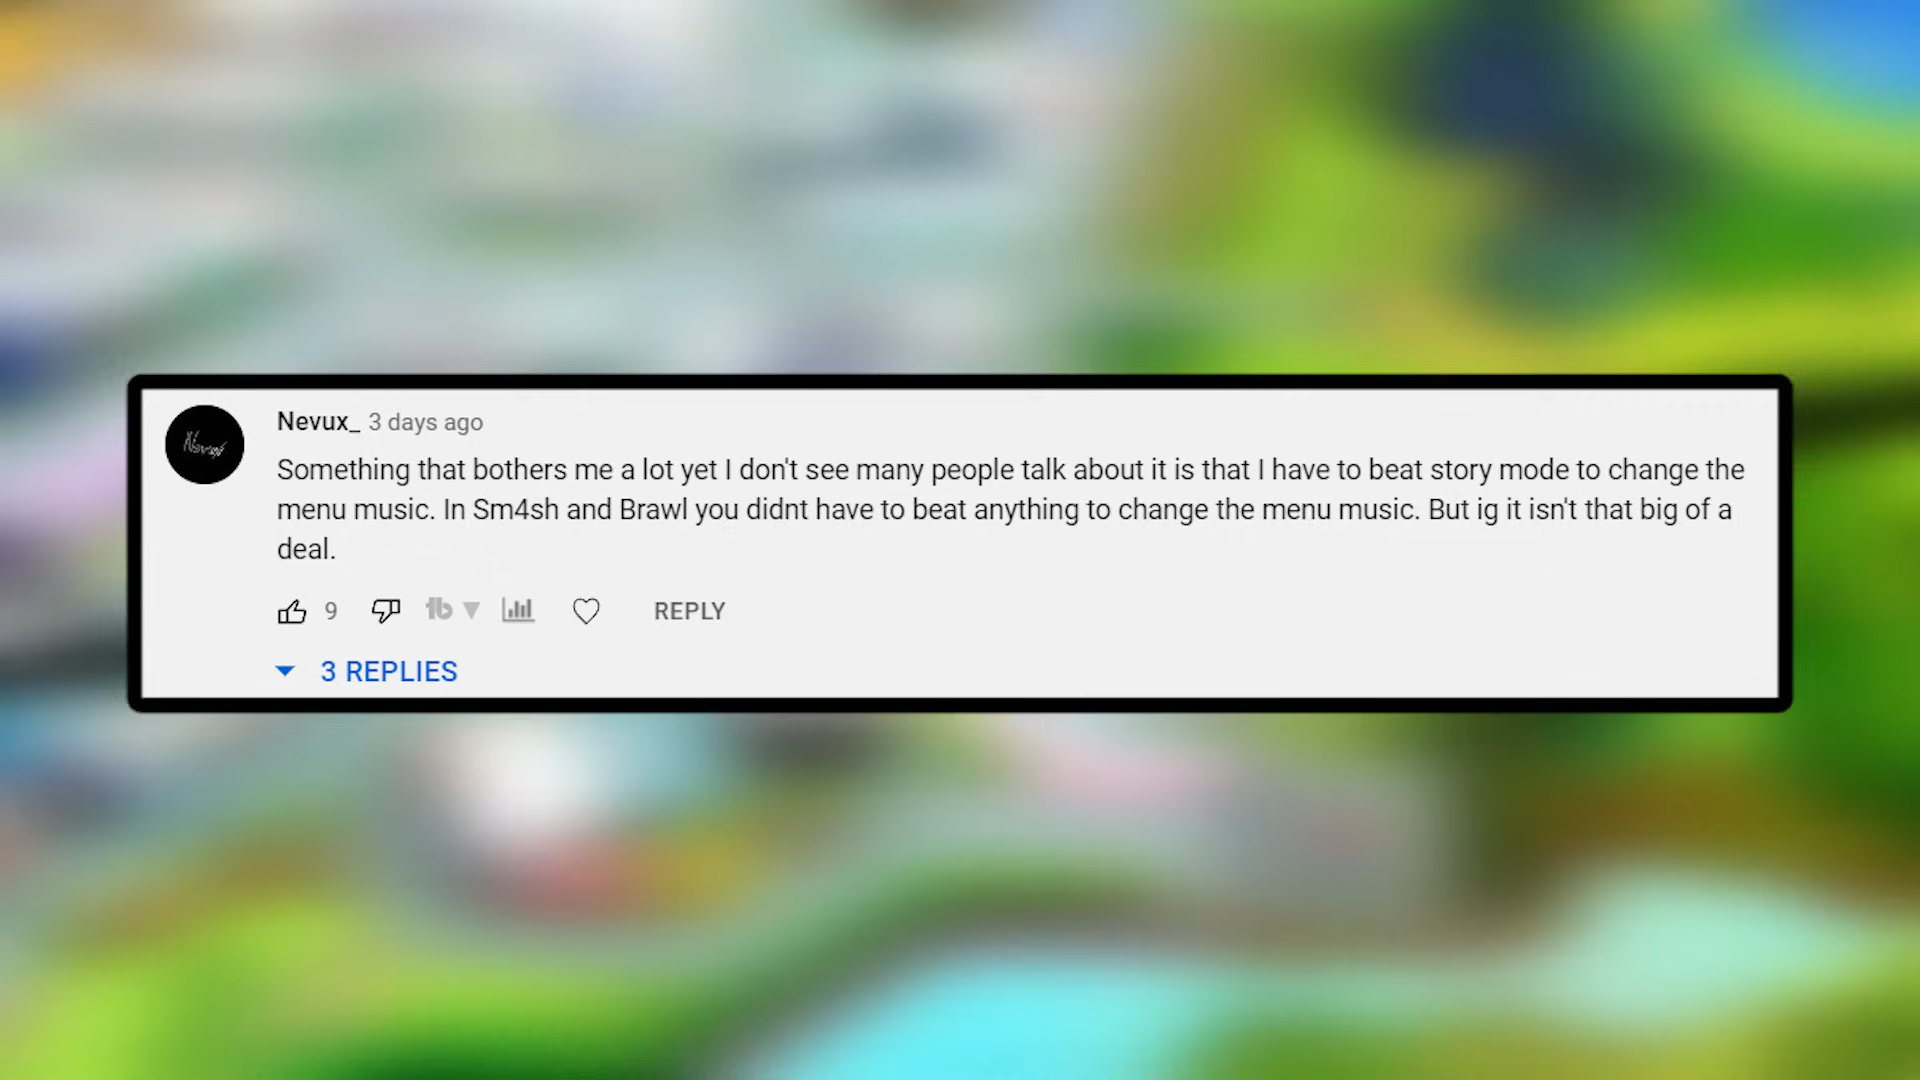 Nevux_ 3 days ago
Something that bothers me a lot yet I don't see many people talk about it is that I have to beat story mode to change the
menu music. In Sm4sh and Brawl you didnt have to beat anything to change the menu music. But ig it isn't that big of a
deal.
9 REPLY
3 REPLIES